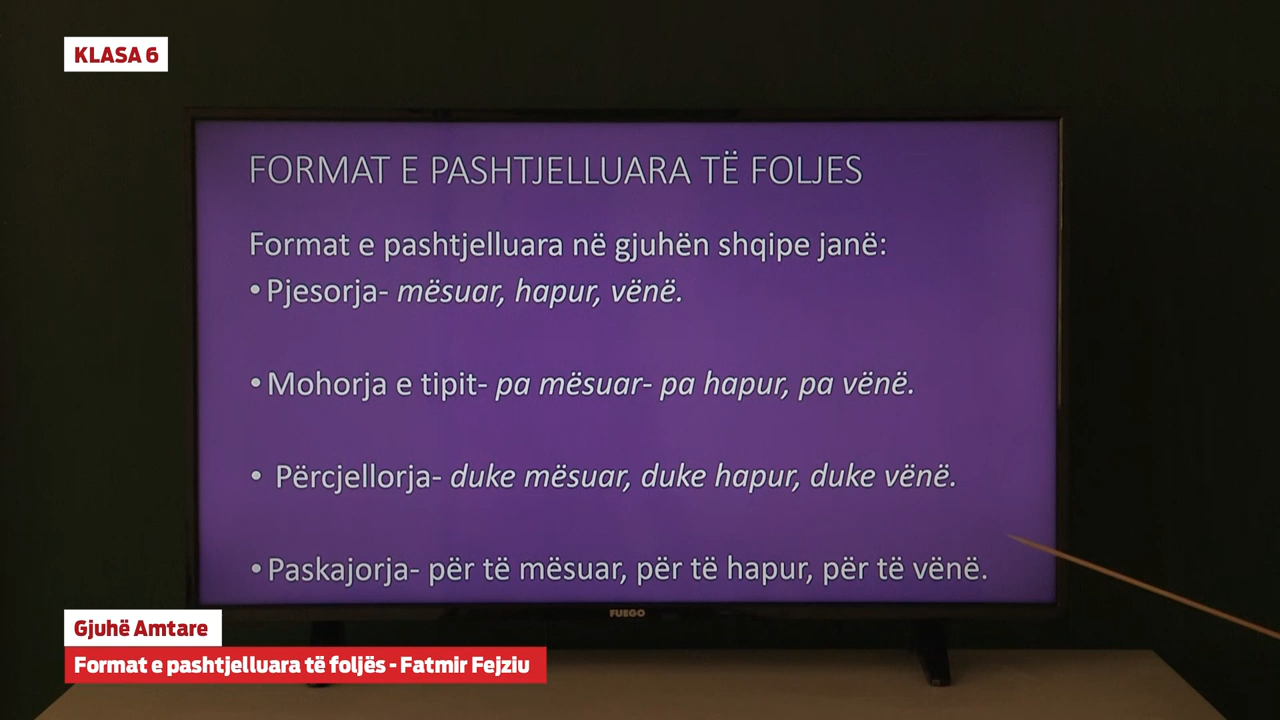 KLASA 6
FORMAT E PASHTJELLUARA TË FOLJES
Format e pashtjelluara në gjuhën shqipe janë:
• Pjesorja- mësuar, hapur, vënë.
• Mohorja e tipit- pa mësuar- pa hapur, pa vënë.
• Përcjellorja- duke mësuar, duke hapur, duke vënë.
• Paskajorja- për të mësuar, për të hapur, për të vënë.
FUEGO
Gjuhë Amtare
Format e pashtjelluara të foljës - Fatmir Fejziu